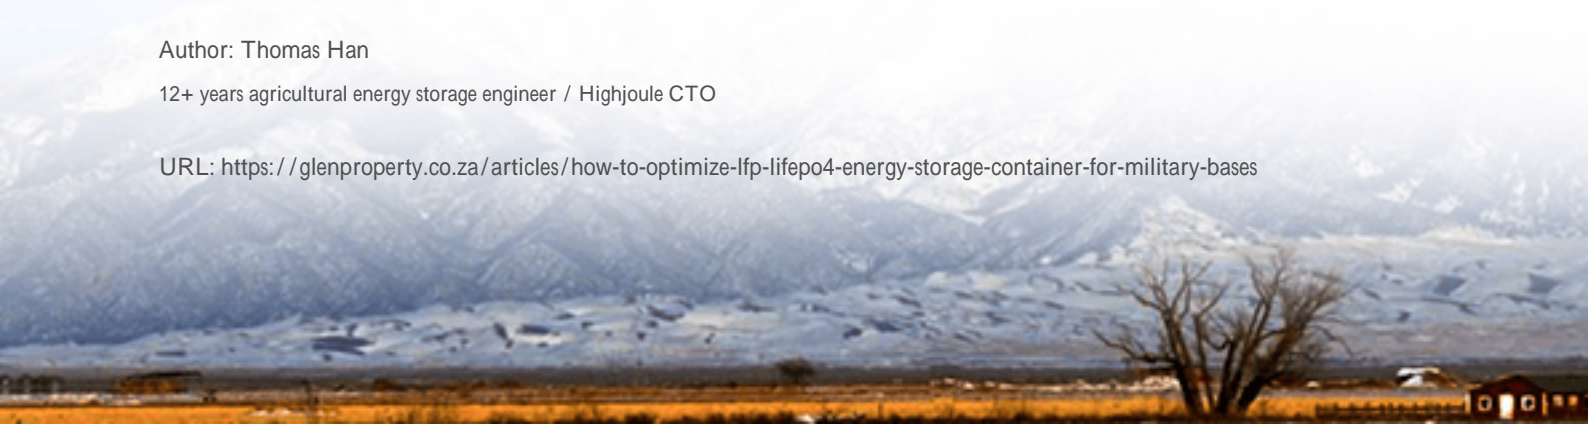 Author: Thomas Han
12+ years agricultural energy storage engineer / Highjoule CTO
URL: https://glenproperty.co.za/articles/how-to-optimize-lfp-lifepo4-energy-storage-container-for-military-bases